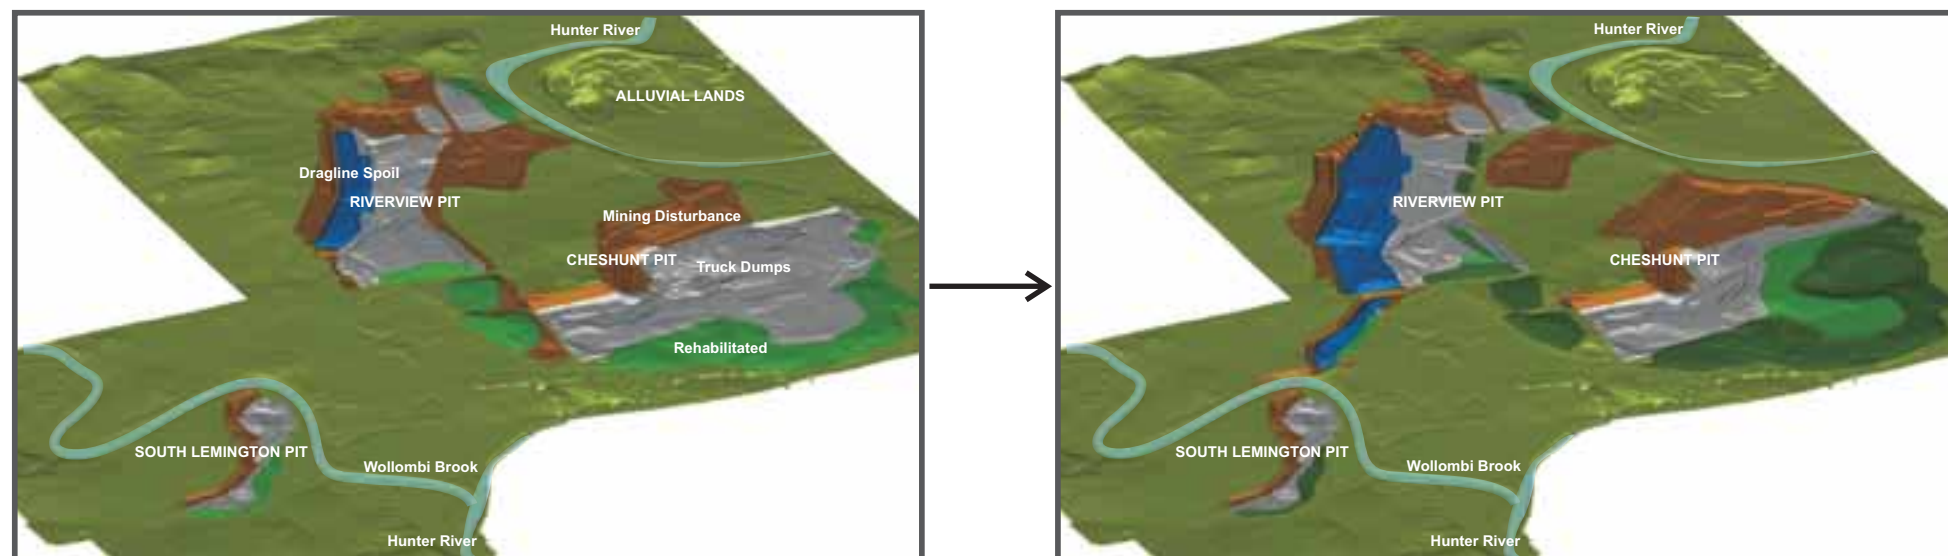 Hunter River
ALLUVIAL LANDS
Dragline Spoil
RIVERVIEW PIT
Mining Disturbance
CHESHUNT PIT
Truck Dumps
Rehabilitated
SOUTH LEMINGTON PIT
Wollombi Brook
Hunter River
Hunter River
RIVERVIEW PIT
CHESHUNT PIT
SOUTH LEMINGTON PIT
Wollombi Brook
Hunter River